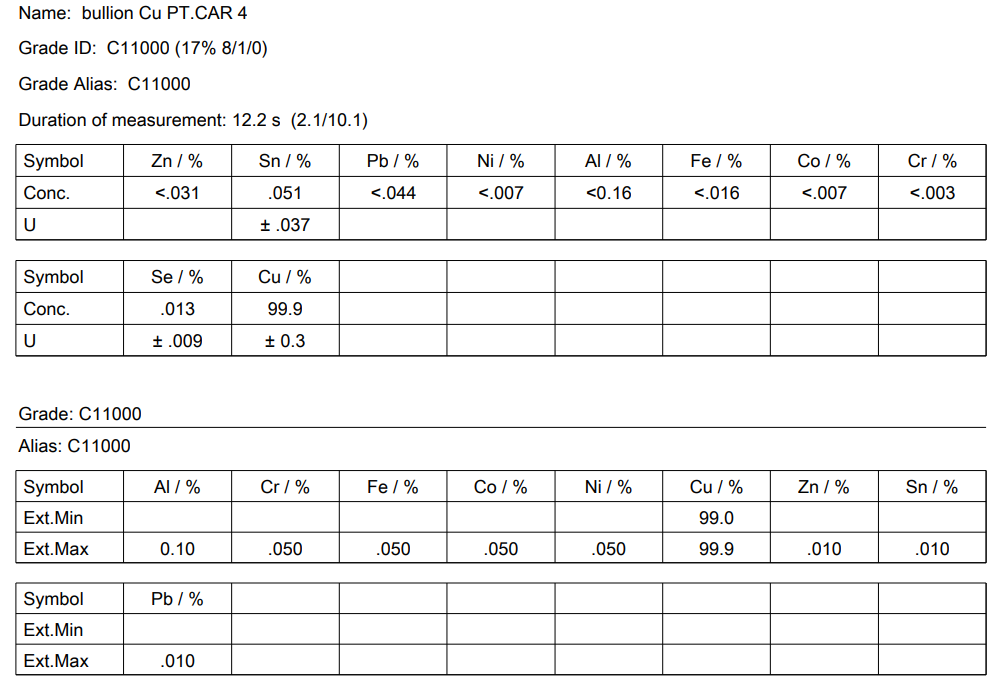 Name: bullion Cu PT.CAR 4
Grade ID: C11000 (17% 8/1/0)
Grade Alias: C11000
Duration of measurement: 12.2 s (2.1/10.1)
Symbol Zn / % Sn / % Pb / % Ni / % Al / % Fe / % Co / % Cr / %
Conc. <.031 .051 <.044 <.007 <0.16 <.016 <.007 <.003
U ± .037
Symbol Se / % Cu / %
Conc. .013 99.9
U ± .009 ± 0.3
Grade: C11000
Alias: C11000
Symbol Al / % Cr / % Fe / % Co / % Ni / % Cu / % Zn / % Sn / %
Ext.Min 99.0
Ext.Max 0.10 .050 .050 .050 .050 99.9 .010 .010
Symbol Pb / %
Ext.Min
Ext.Max .010